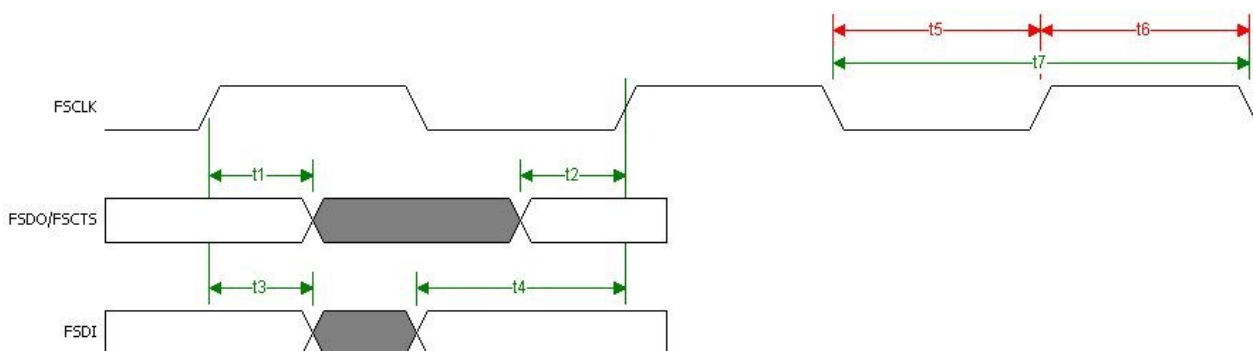 t5
t6
t7
FSCLK
t1
t2
FSDO/FSCTS
t3
t4
FSDI